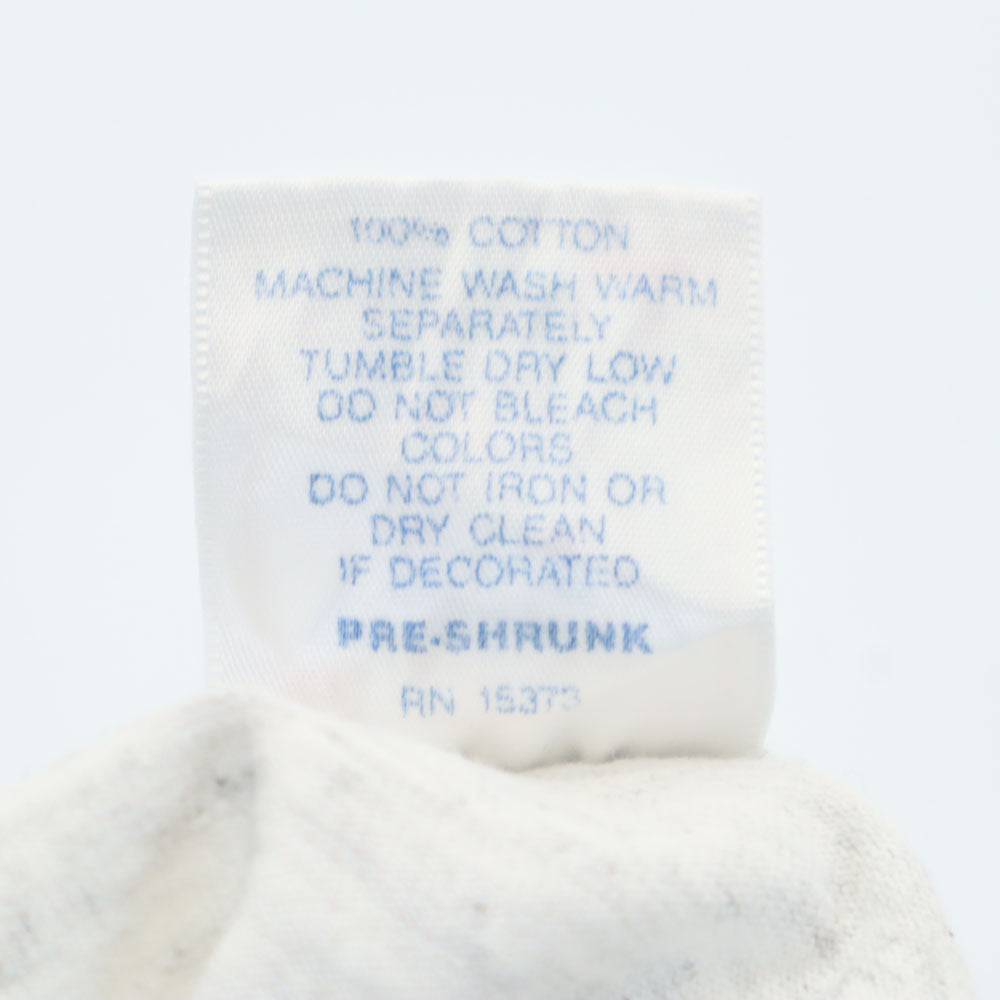 100% COTTON
MACHINE WASH WARM
SEPARATELY
TUMBLE DRY LOW
DO NOT BLEACH
COLORS
DO NOT IRON OR
DRY CLEAN
IF DECORATED
PRE-SHRUNK
RN 15373